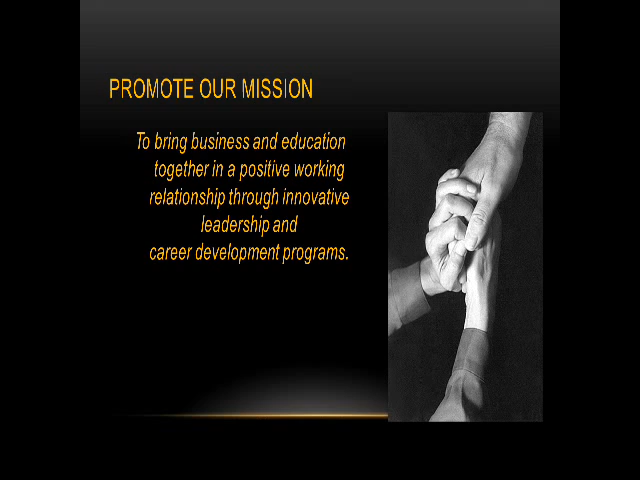 PROMOTE OUR MISSION
To bring business and education
together in a positive working
relationship through innovative
leadership and
career development programs.